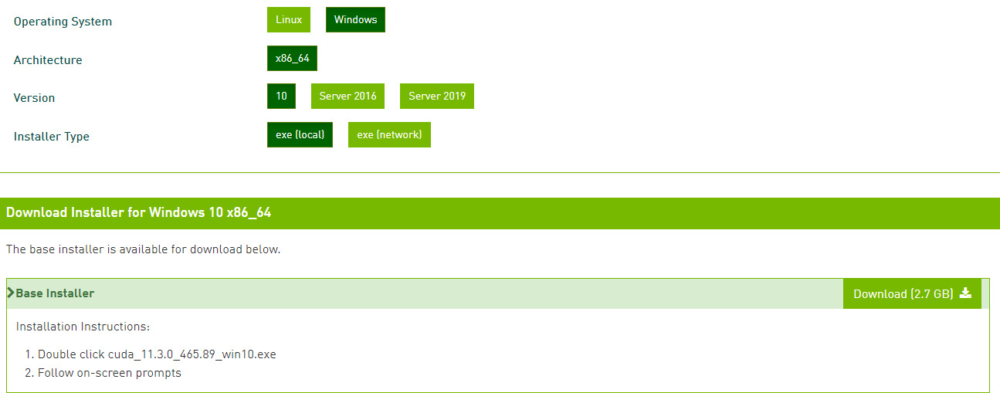 Operating System Linux Windows
Architecture x86_64
Version 10 Server 2016 Server 2019
Installer Type exe (local) exe (network)
Download Installer for Windows 10 x86_64
The base installer is available for download below.
Base Installer Download (2.7 GB)
Installation Instructions:
1. Double click cuda_11.3.0_465.89_win10.exe
2. Follow on-screen prompts